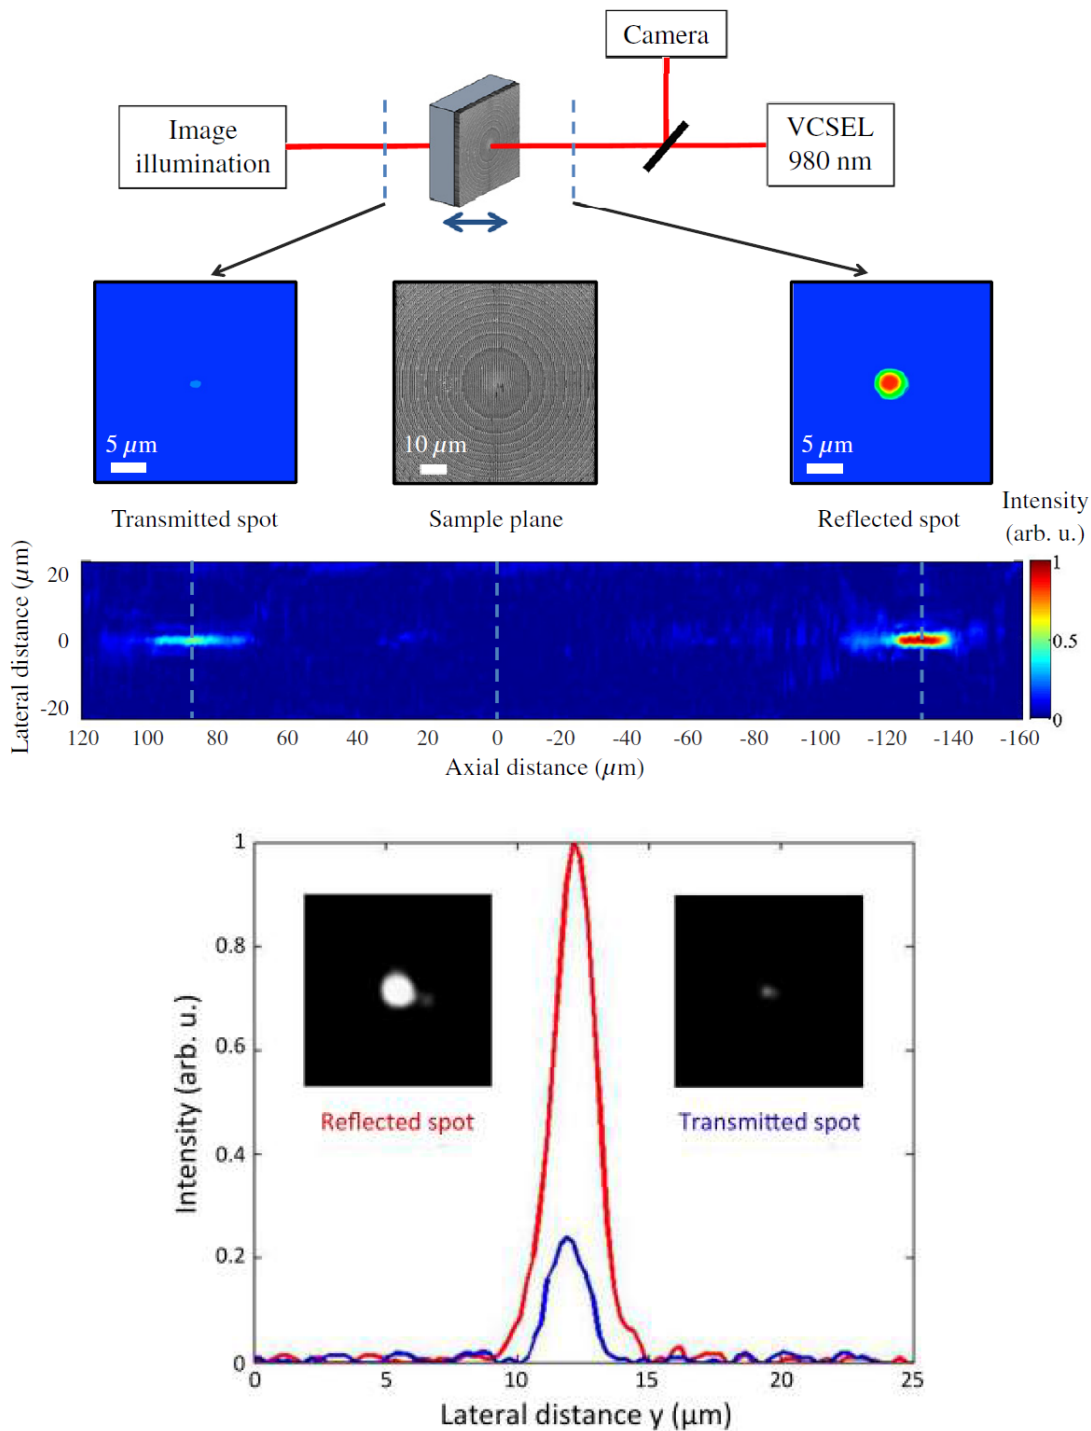 Camera
Image
illumination
VCSEL
980 nm
5 µm
10 µm
5 µm
Transmitted spot
Sample plane
Reflected spot
Intensity
(arb. u.)
Lateral distance (µm)
20
0
-20
1
0.5
0
120 100 80 60 40 20 0 -20 -40 -60 -80 -100 -120 -140 -160
Axial distance (µm)
Intensity (arb. u.)
1
0.8
0.6
0.4
0.2
0
Reflected spot
Transmitted spot
0 5 10 15 20 25
Lateral distance y (µm)